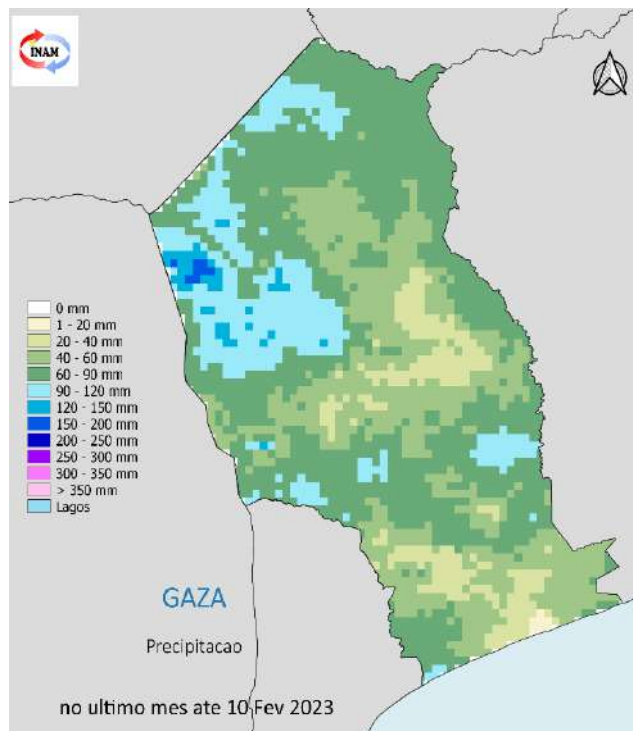 INAM
0 mm
1 - 20 mm
20 - 40 mm
40 - 60 mm
60 - 90 mm
90 - 120 mm
120 - 150 mm
150 - 200 mm
200 - 250 mm
250 - 300 mm
300 - 350 mm
> 350 mm
Lagos
GAZA
Precipitacao
no ultimo mes ate 10 Fev 2023